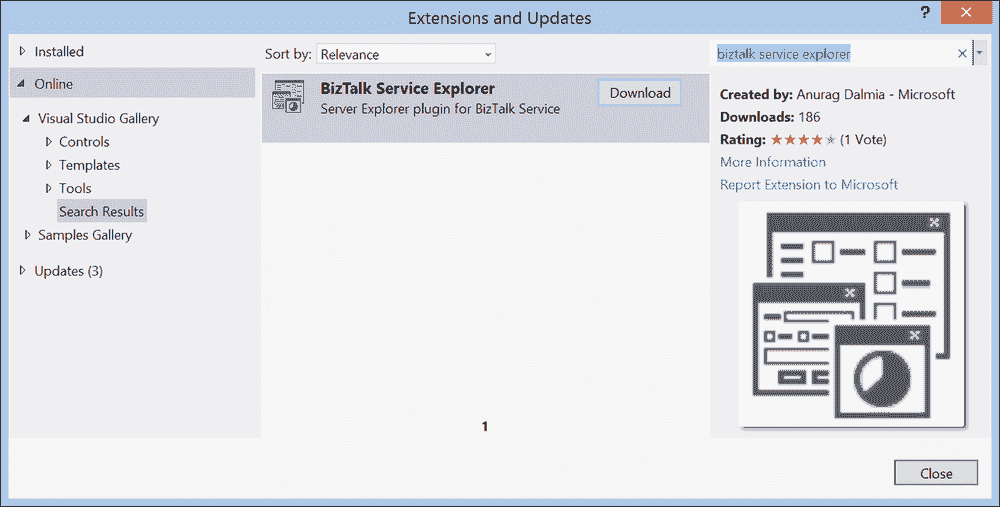 Extensions and Updates
?
Installed
Online
Visual Studio Gallery
Controls
Templates
Tools
Search Results
Samples Gallery
Updates (3)
Sort by: Relevance
BizTalk Service Explorer
Server Explorer plugin for BizTalk Service
Download
1
biztalk service explorer
Created by: Anurag Dalmia - Microsoft
Downloads: 186
Rating: (1 Vote)
More Information
Report Extension to Microsoft
Close